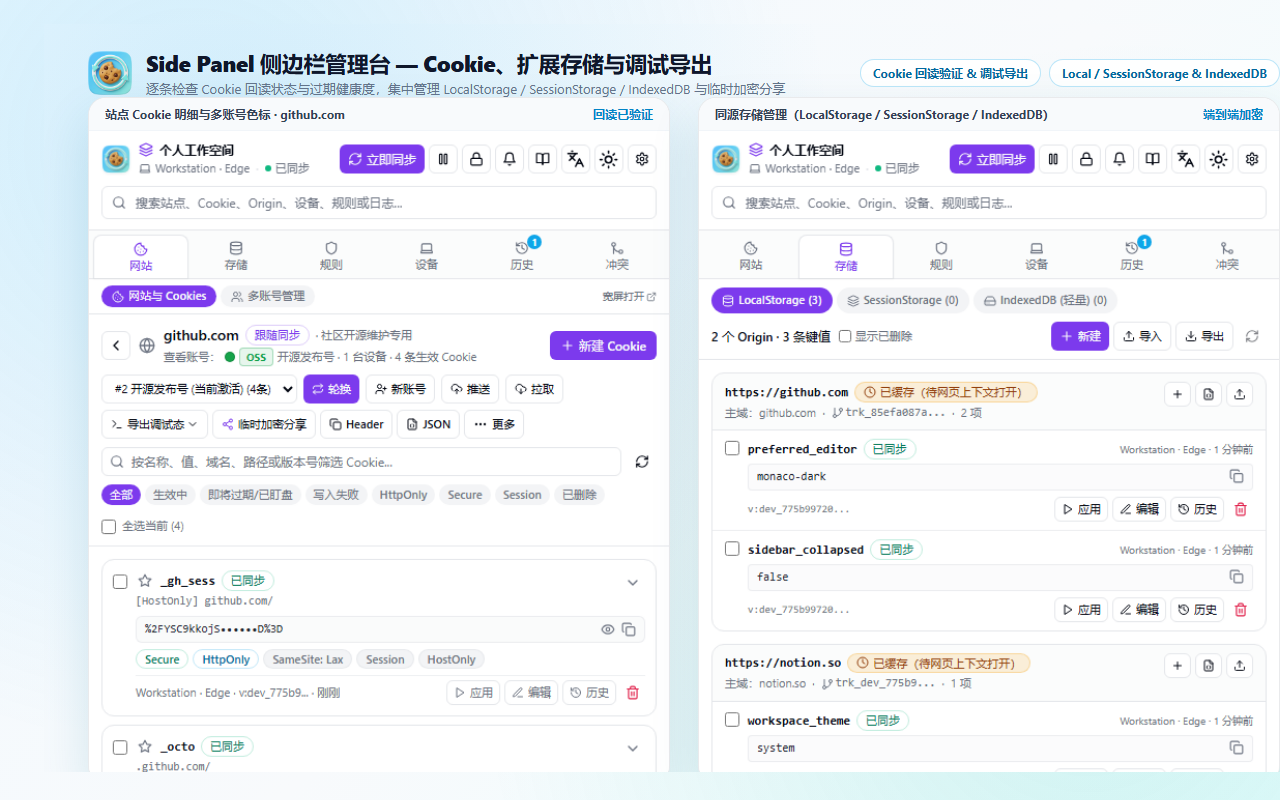 Side Panel 侧边栏管理台 — Cookie、扩展存储与调试导出
逐条检查 Cookie 回读状态与过期健康度，集中管理 LocalStorage / SessionStorage / IndexedDB 与临时加密分享
Cookie 回读验证 & 调试导出
Local / SessionStorage & IndexedDB
站点 Cookie 明细与多账号色标 · github.com
回读已验证
个人工作空间
Workstation · Edge · 已同步
立即同步
搜索站点、Cookie、Origin、设备、规则或日志...
网站
存储
规则
设备
1
历史
冲突
网站与 Cookies
多账号管理
宽屏打开
github.com 跟随同步 · 社区开源维护专用
查看账号： OSS 开源发布号 · 1 台设备 · 4 条生效 Cookie
+ 新建 Cookie
#2 开源发布号 (当前激活) (4条)
轮换
新账号
推送
拉取
导出调试态
临时加密分享
Header
JSON
更多
按名称、值、域名、路径或版本号筛选 Cookie...
全部
生效中
即将过期/已盯盘
写入失败
HttpOnly
Secure
Session
已删除
全选当前 (4)
_gh_sess 已同步
[HostOnly] github.com/
%2FYSC9kkojS••••••D%3D
Secure
HttpOnly
SameSite: Lax
Session
HostOnly
Workstation · Edge · v:dev_775b9... · 刚刚
应用
编辑
历史
_octo 已同步
.github.com/
同源存储管理（LocalStorage / SessionStorage / IndexedDB）
端到端加密
个人工作空间
Workstation · Edge · 已同步
立即同步
搜索站点、Cookie、Origin、设备、规则或日志...
网站
存储
规则
设备
1
历史
冲突
LocalStorage (3)
SessionStorage (0)
IndexedDB (轻量) (0)
2 个 Origin · 3 条键值
显示已删除
+ 新建
导入
导出
https://github.com 已缓存（待网页上下文打开）
主域：github.com · trk_85efa087a... · 2 项
preferred_editor 已同步
Workstation · Edge · 1 分钟前
monaco-dark
v:dev_775b99720...
应用
编辑
历史
sidebar_collapsed 已同步
Workstation · Edge · 1 分钟前
false
v:dev_775b99720...
应用
编辑
历史
https://notion.so 已缓存（待网页上下文打开）
主域：notion.so · trk_dev_775b9... · 1 项
workspace_theme 已同步
Workstation · Edge · 1 分钟前
system